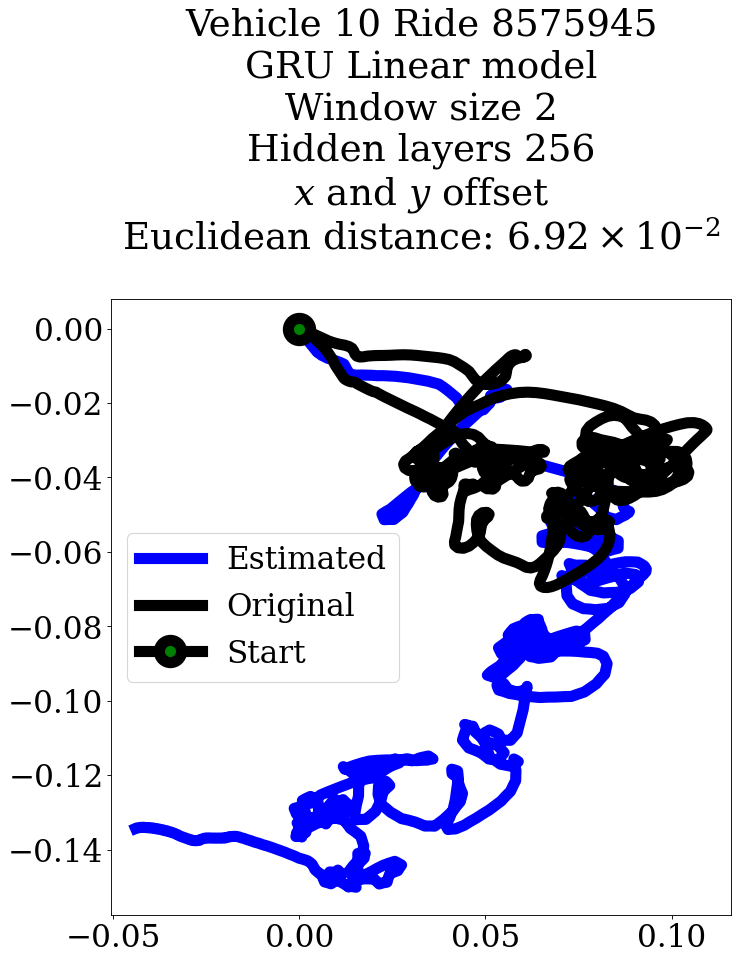 Vehicle 10 Ride 8575945
GRU Linear model
Window size 2
Hidden layers 256
x and y offset
Euclidean distance: 6.92 × 10⁻²
0.00
−0.02
−0.04
−0.06
−0.08
−0.10
−0.12
−0.14
Estimated
Original
Start
−0.05 0.00 0.05 0.10